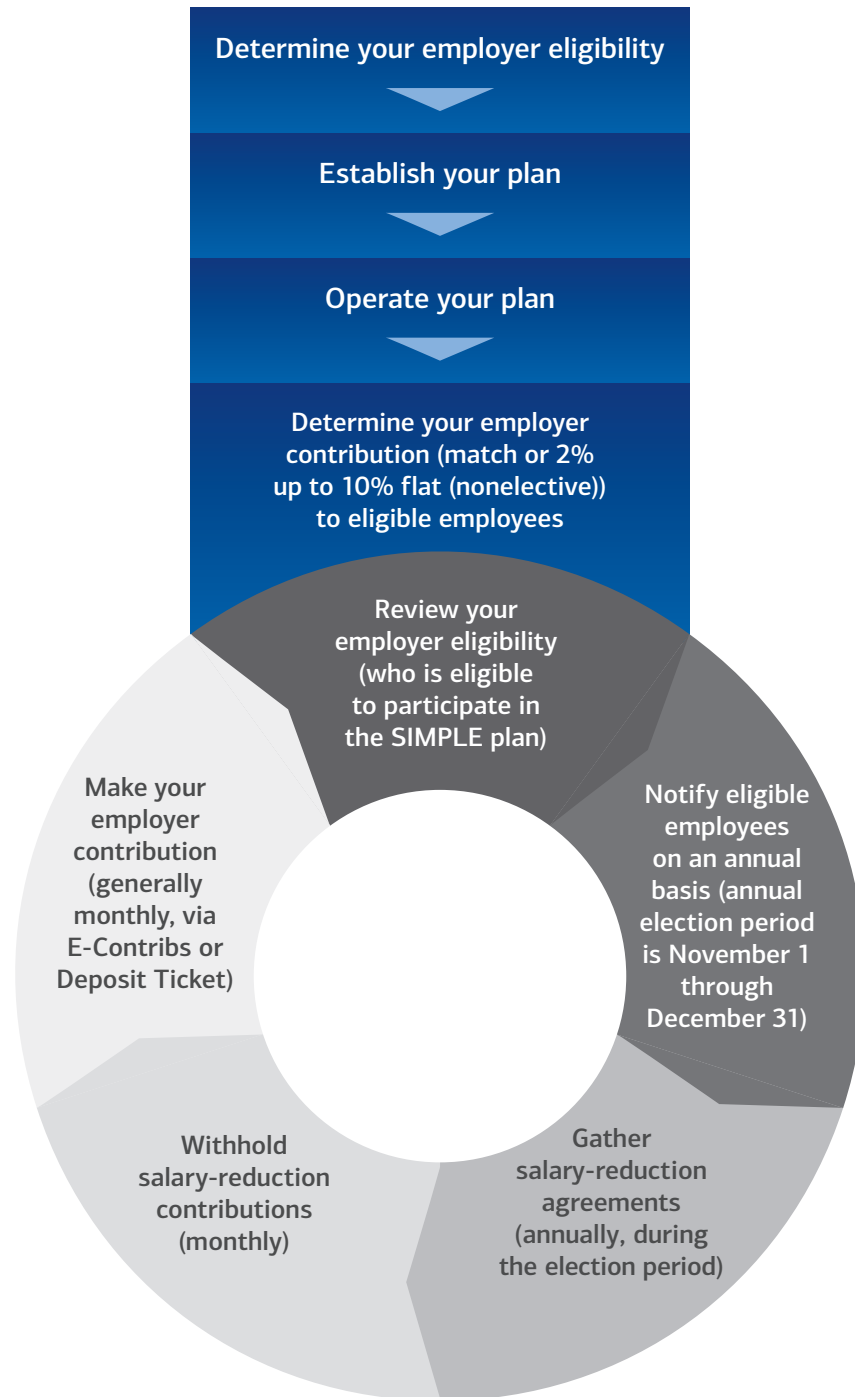 Determine your employer eligibility
Establish your plan
Operate your plan
Determine your employer
contribution (match or 2%
up to 10% flat (nonelective))
to eligible employees
Review your
employer eligibility
(who is eligible
to participate in
the SIMPLE plan)
Notify eligible
employees
on an annual
basis (annual
election period
is November 1
through
December 31)
Gather
salary-reduction
agreements
(annually, during
the election period)
Withhold
salary-reduction
contributions
(monthly)
Make your
employer
contribution
(generally
monthly, via
E-Contribs or
Deposit Ticket)